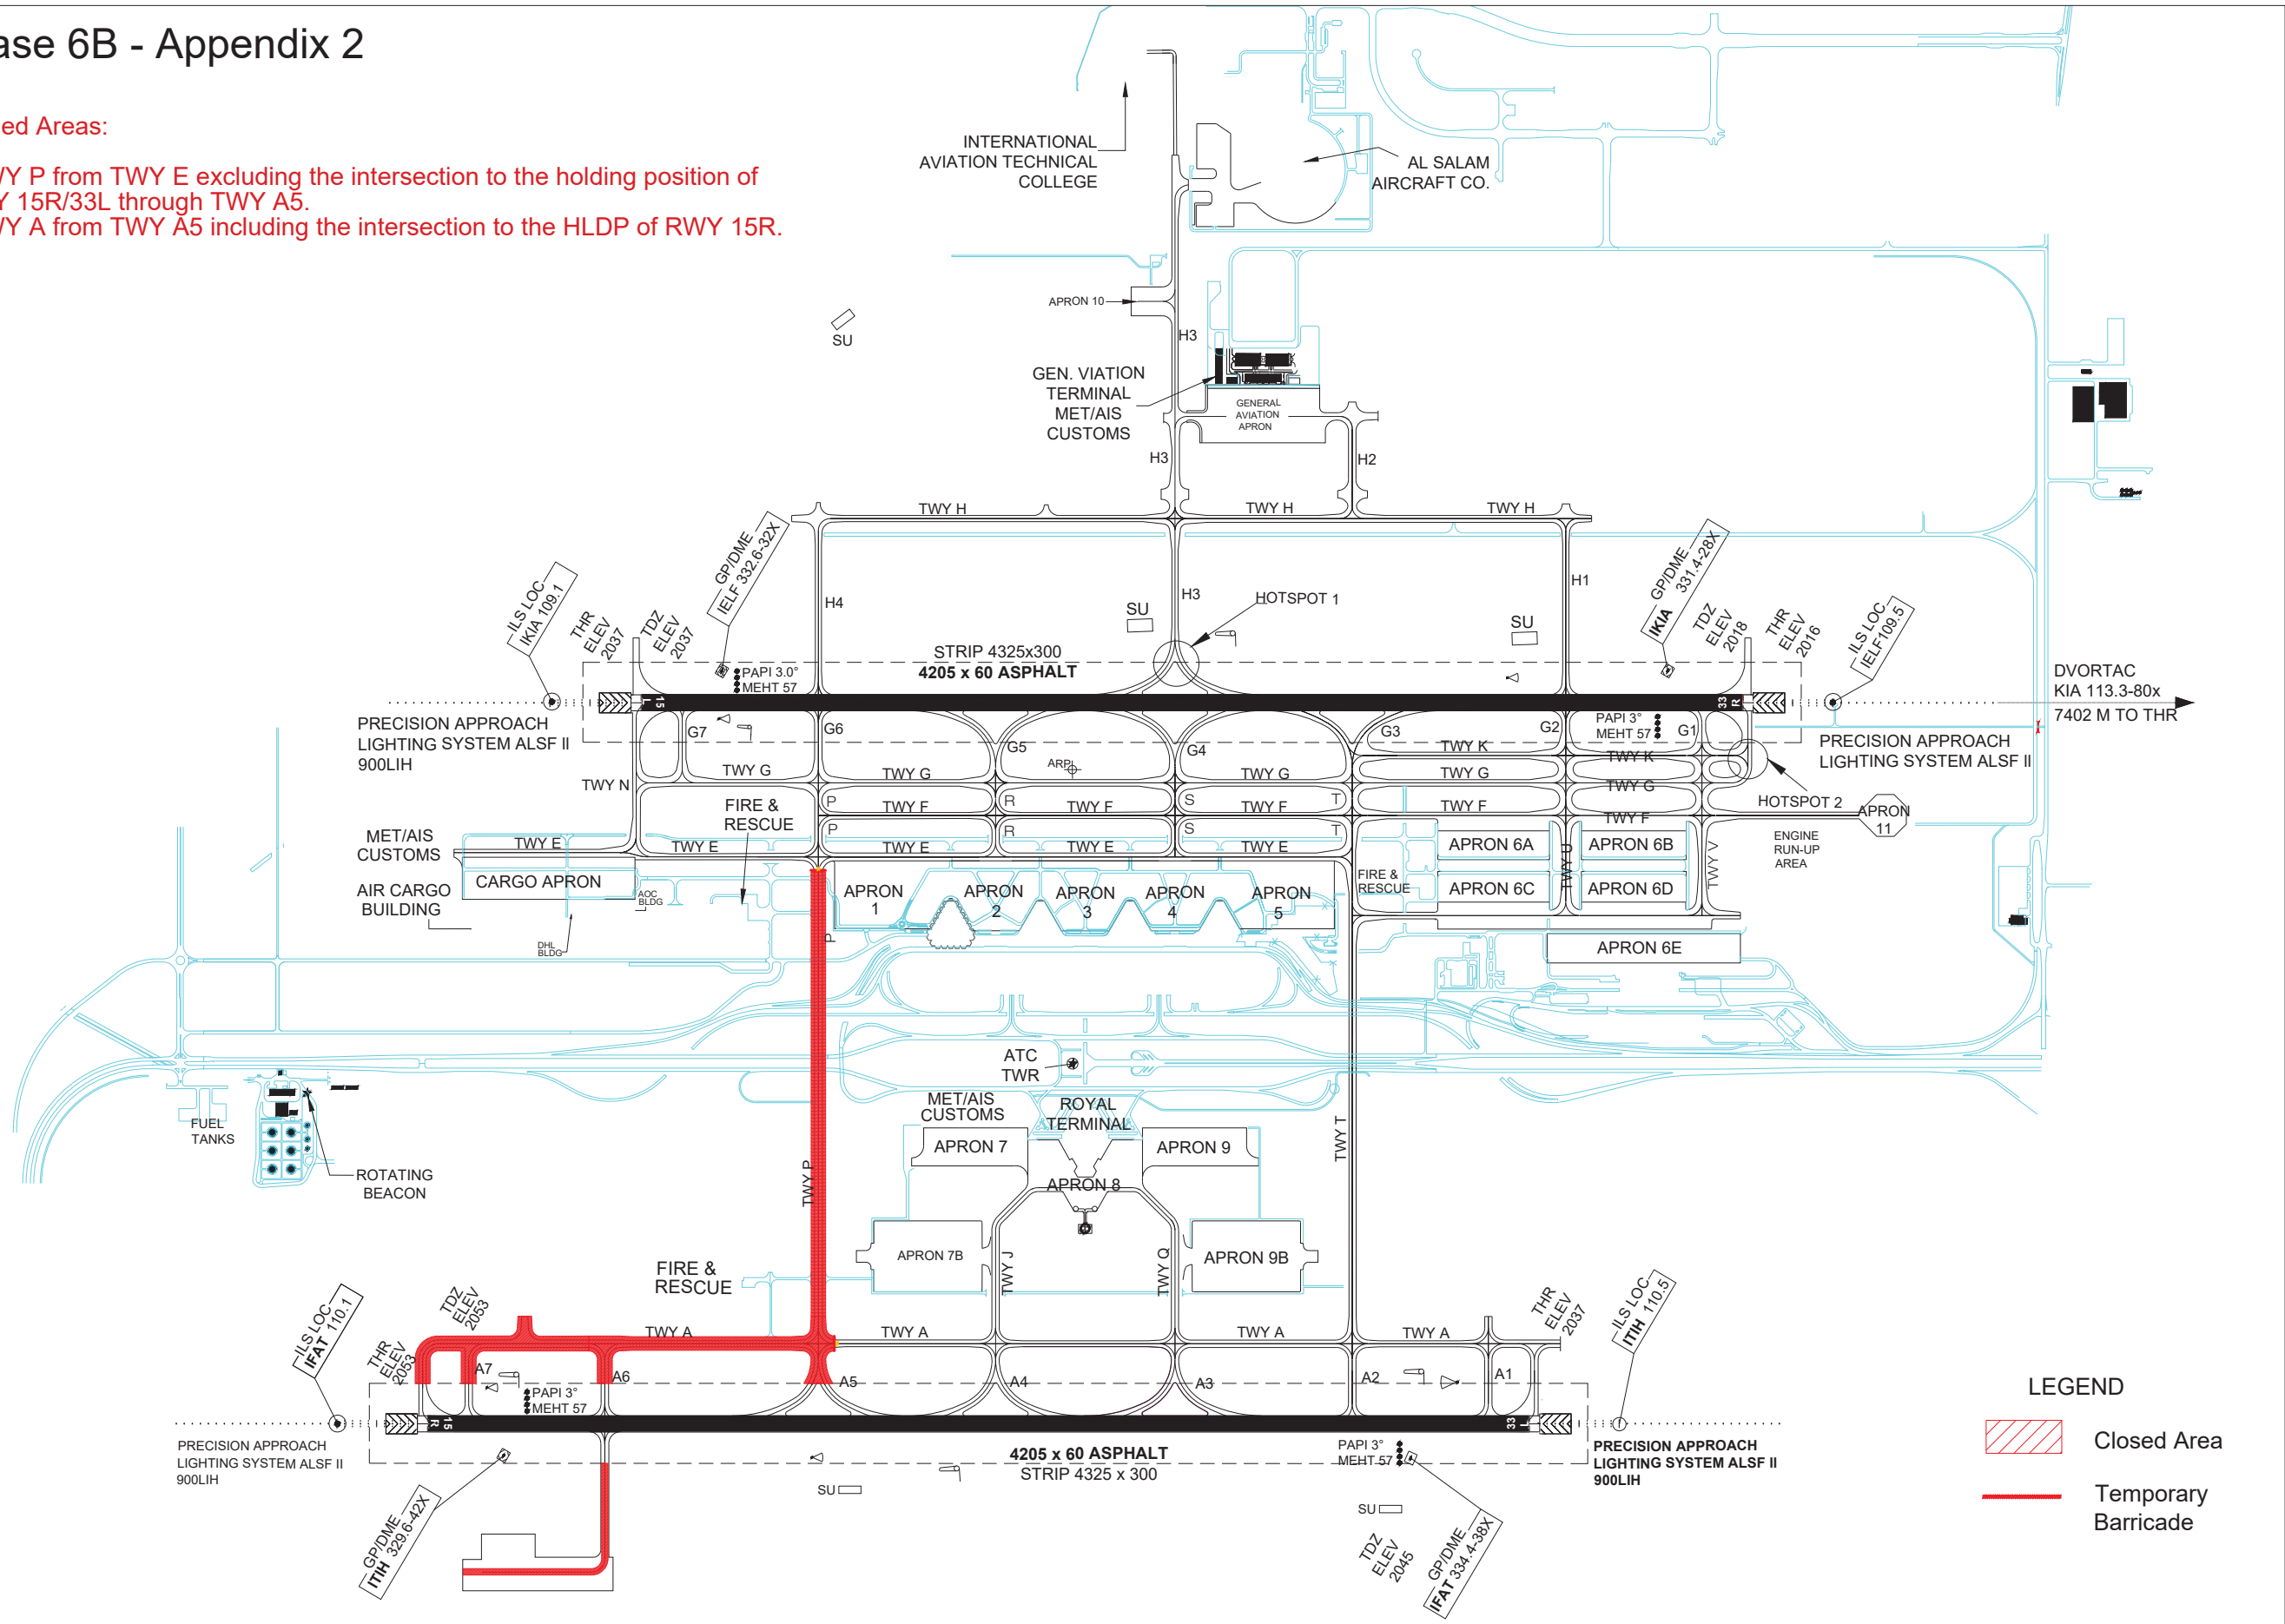 ase 6B - Appendix 2
ed Areas:
WY P from TWY E excluding the intersection to the holding position of
Y 15R/33L through TWY A5.
WY A from TWY A5 including the intersection to the HLDP of RWY 15R.
INTERNATIONAL
AVIATION TECHNICAL
COLLEGE
AL SALAM
AIRCRAFT CO.
APRON 10
SU
H3
GEN. VIATION
TERMINAL
MET/AIS
CUSTOMS
GENERAL
AVIATION
APRON
H3
H2
TWY H
TWY H
TWY H
ILS LOC
IKIA 109.1
THR
ELEV
2037
TDZ
ELEV
2037
GP/DME
IELF 332.6-32X
H4
H3
H1
SU
HOTSPOT 1
SU
GP/DME
331.4-28X
IKIA
TDZ
ELEV
2018
THR
ELEV
2016
ILS LOC
IELF109.5
STRIP 4325x300
4205 x 60 ASPHALT
PAPI 3.0°
MEHT 57
15
L
33
R
DVORTAC
KIA 113.3-80x
7402 M TO THR
PRECISION APPROACH
LIGHTING SYSTEM ALSF II
900LIH
G7
G6
G5
G4
G3
G2
PAPI 3°
MEHT 57
G1
PRECISION APPROACH
LIGHTING SYSTEM ALSF II
TWY K
TWY K
ARP
TWY N
TWY G
TWY G
TWY G
TWY G
TWY G
HOTSPOT 2
FIRE &
RESCUE
P
TWY F
R
TWY F
S
TWY F
T
TWY F
TWY F
APRON
11
P
R
S
T
MET/AIS
CUSTOMS
TWY E
TWY E
TWY E
TWY E
TWY E
APRON 6A
APRON 6B
TWY U
TWY V
ENGINE
RUN-UP
AREA
CARGO APRON
AIR CARGO
BUILDING
AOC
BLDG
DHL
BLDG
APRON
1
APRON
2
APRON
3
APRON
4
APRON
5
FIRE &
RESCUE
APRON 6C
APRON 6D
APRON 6E
P
ATC
TWR
MET/AIS
CUSTOMS
ROYAL
TERMINAL
FUEL
TANKS
ROTATING
BEACON
TWY P
APRON 7
APRON 9
TWY T
APRON 8
APRON 7B
TWY J
TWY Q
APRON 9B
FIRE &
RESCUE
ILS LOC
IFAT 110.1
THR
ELEV
2053
TDZ
ELEV
2053
TWY A
TWY A
TWY A
TWY A
THR
ELEV
2037
ILS LOC
ITIH 110.5
A7
A6
A5
A4
A3
A2
A1
PAPI 3°
MEHT 57
15
R
33
L
PRECISION APPROACH
LIGHTING SYSTEM ALSF II
900LIH
4205 x 60 ASPHALT
STRIP 4325 x 300
PAPI 3°
MEHT 57
PRECISION APPROACH
LIGHTING SYSTEM ALSF II
900LIH
SU
SU
GP/DME
ITIH 329.6-42X
TDZ
ELEV
2045
GP/DME
IFAT 334.4-38X
LEGEND
Closed Area
Temporary
Barricade